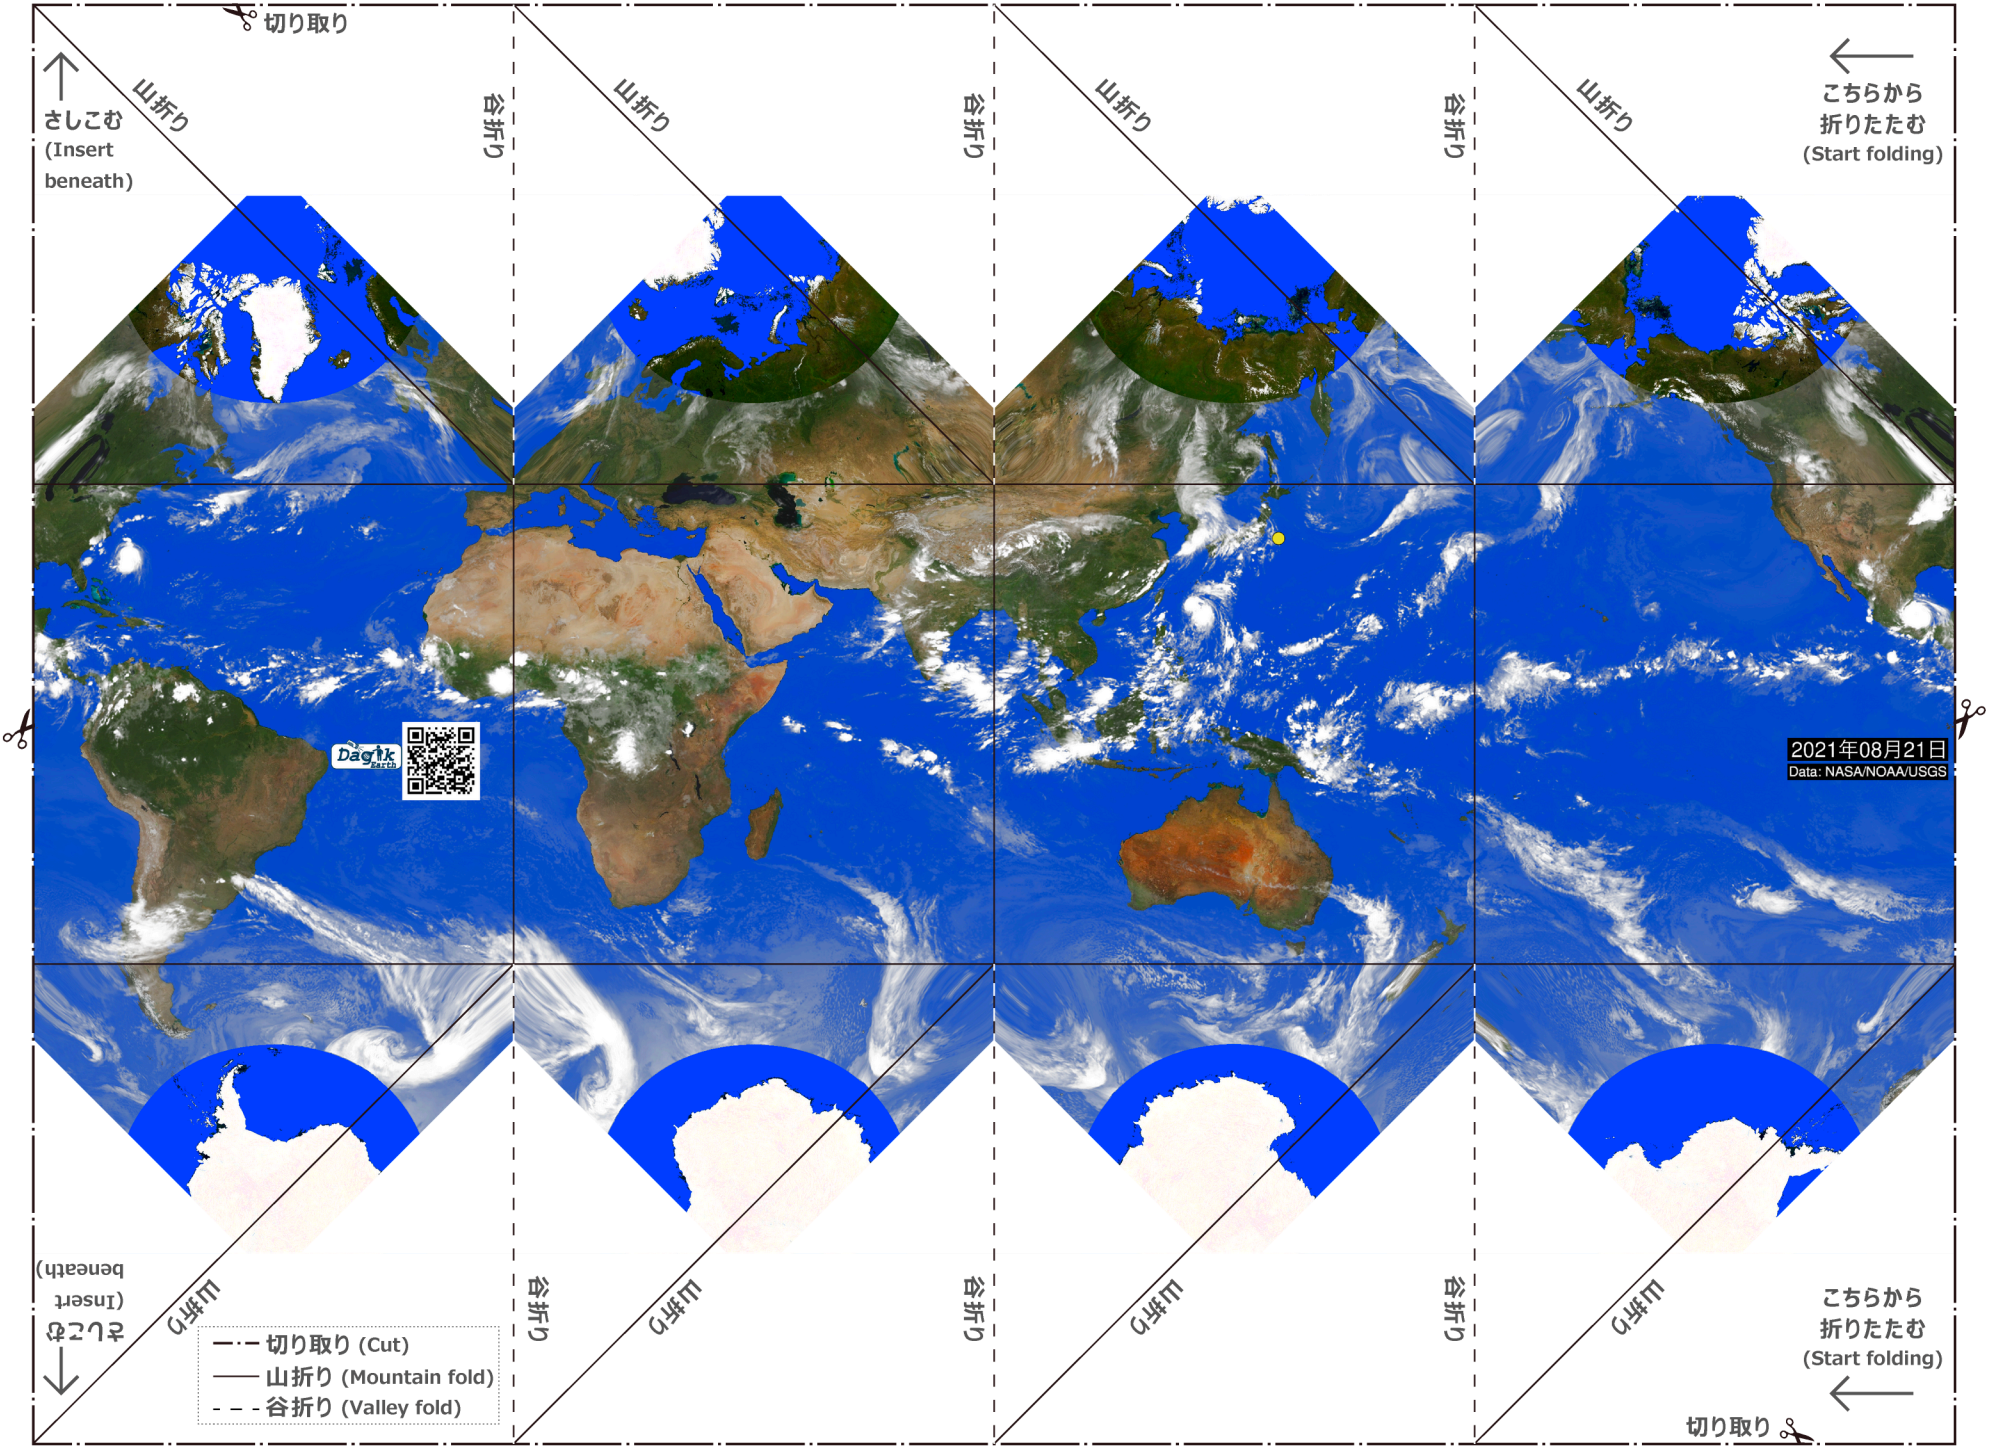 切り取り
さしこむ
(Insert
beneath)
山折り
谷折り
山折り
谷折り
山折り
谷折り
山折り
こちらから
折りたたむ
(Start folding)
Dagik
Earth
2021年08月21日
Data: NASA/NOAA/USGS
さしこむ
(Insert
beneath)
山折り
谷折り
山折り
谷折り
山折り
谷折り
山折り
こちらから
折りたたむ
(Start folding)
切り取り (Cut)
山折り (Mountain fold)
谷折り (Valley fold)
切り取り